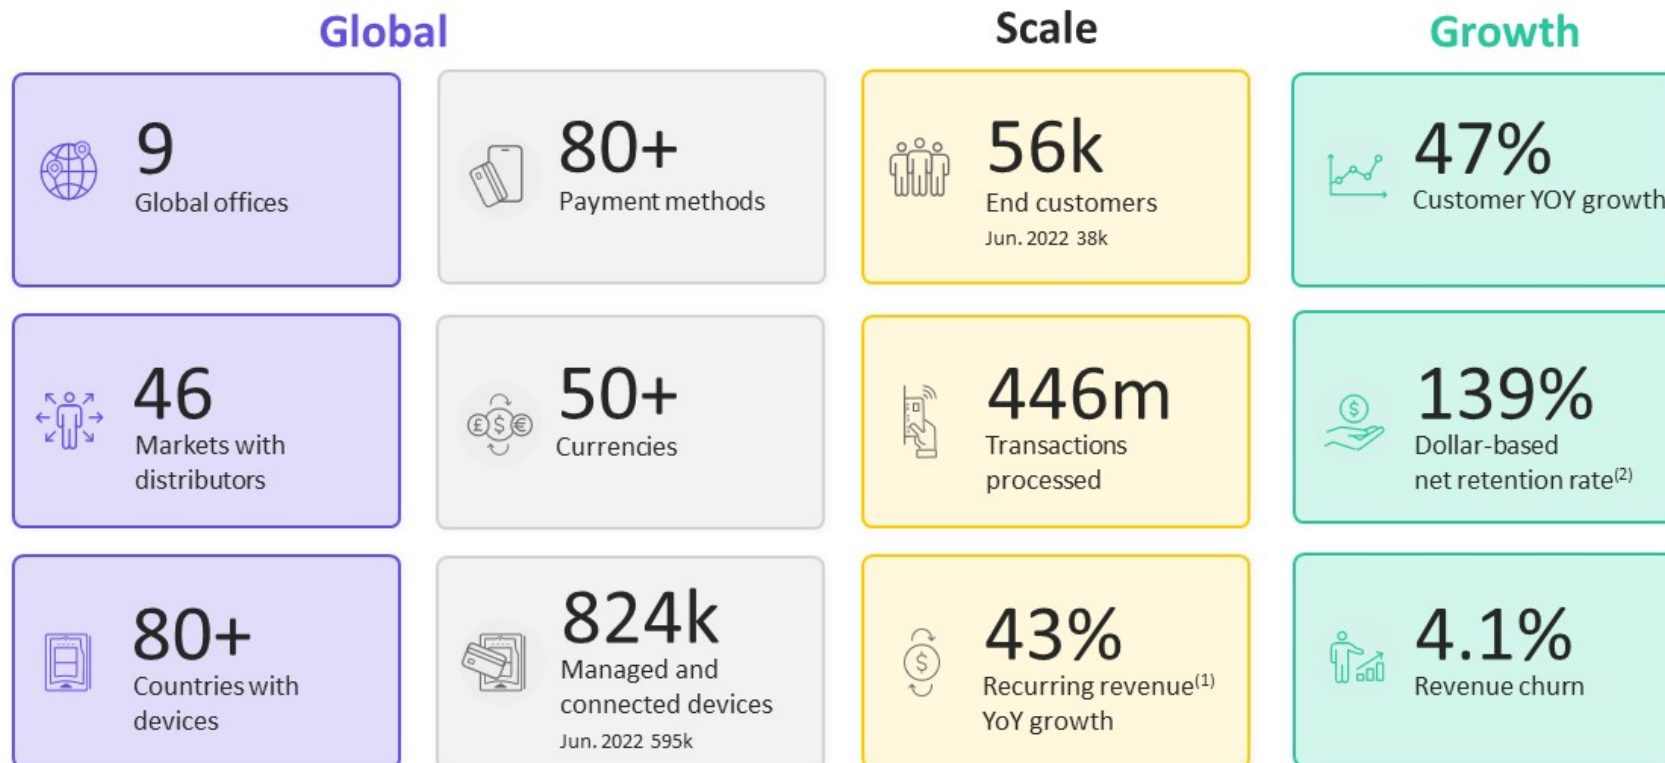 Global
Scale
Growth
9
Global offices
80+
Payment methods
56k
End customers
Jun. 2022 38k
47%
Customer YOY growth
46
Markets with
distributors
50+
Currencies
446m
Transactions
processed
139%
Dollar-based
net retention rate(2)
80+
Countries with
devices
824k
Managed and
connected devices
Jun. 2022 595k
43%
Recurring revenue(1)
YoY growth
4.1%
Revenue churn